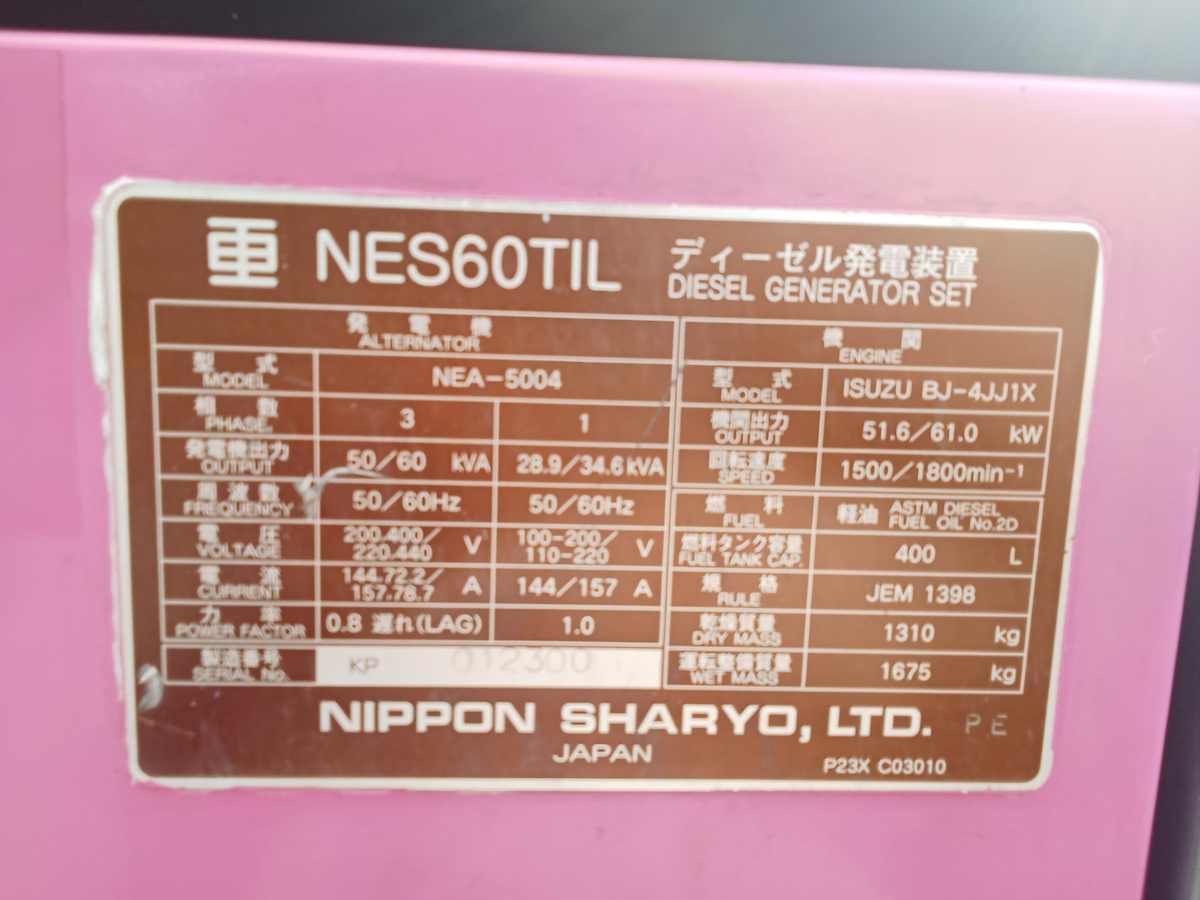 NES60TIL ディーゼル発電装置
DIESEL GENERATOR SET
発電機
ALTERNATOR
型式 MODEL NEA-5004
相数 PHASE. 3 1
発電機出力 OUTPUT 50/60 kVA 28.9/34.6 kVA
周波数 FREQUENCY 50/60Hz 50/60Hz
電圧 VOLTAGE 200.400/220.440 V 100-200/110-220 V
電流 CURRENT 144.72.2/157.78.7 A 144/157 A
力率 POWER FACTOR 0.8 遅れ(LAG) 1.0
製造番号 SERIAL No. KP 012300
機関
ENGINE
型式 MODEL ISUZU BJ-4JJ1X
機関出力 OUTPUT 51.6/61.0 kW
回転速度 SPEED 1500/1800min⁻¹
燃料 FUEL 軽油 ASTM DIESEL FUEL OIL No.2D
燃料タンク容量 FUEL TANK CAP. 400 L
規格 RULE JEM 1398
乾燥質量 DRY MASS 1310 kg
運転整備質量 WET MASS 1675 kg
NIPPON SHARYO, LTD. PE
JAPAN
P23X C03010